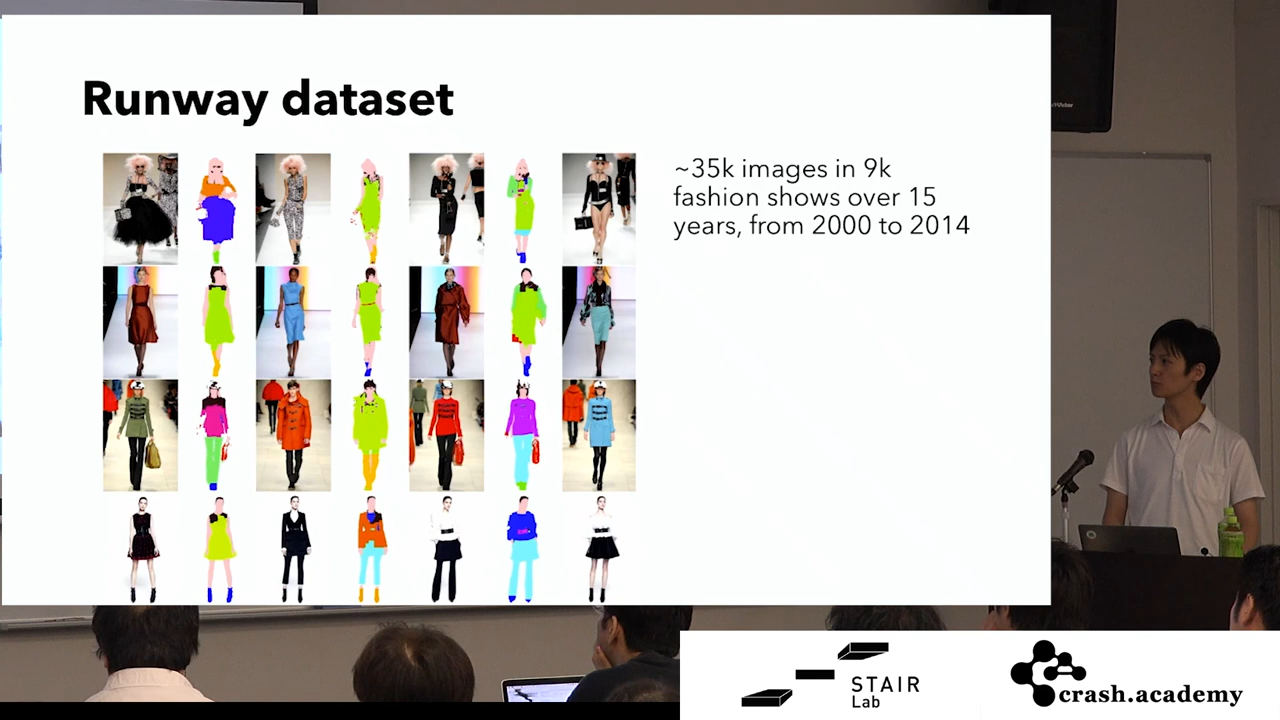 Runway dataset
~35k images in 9k
fashion shows over 15
years, from 2000 to 2014
STAIR
Lab
crash.academy